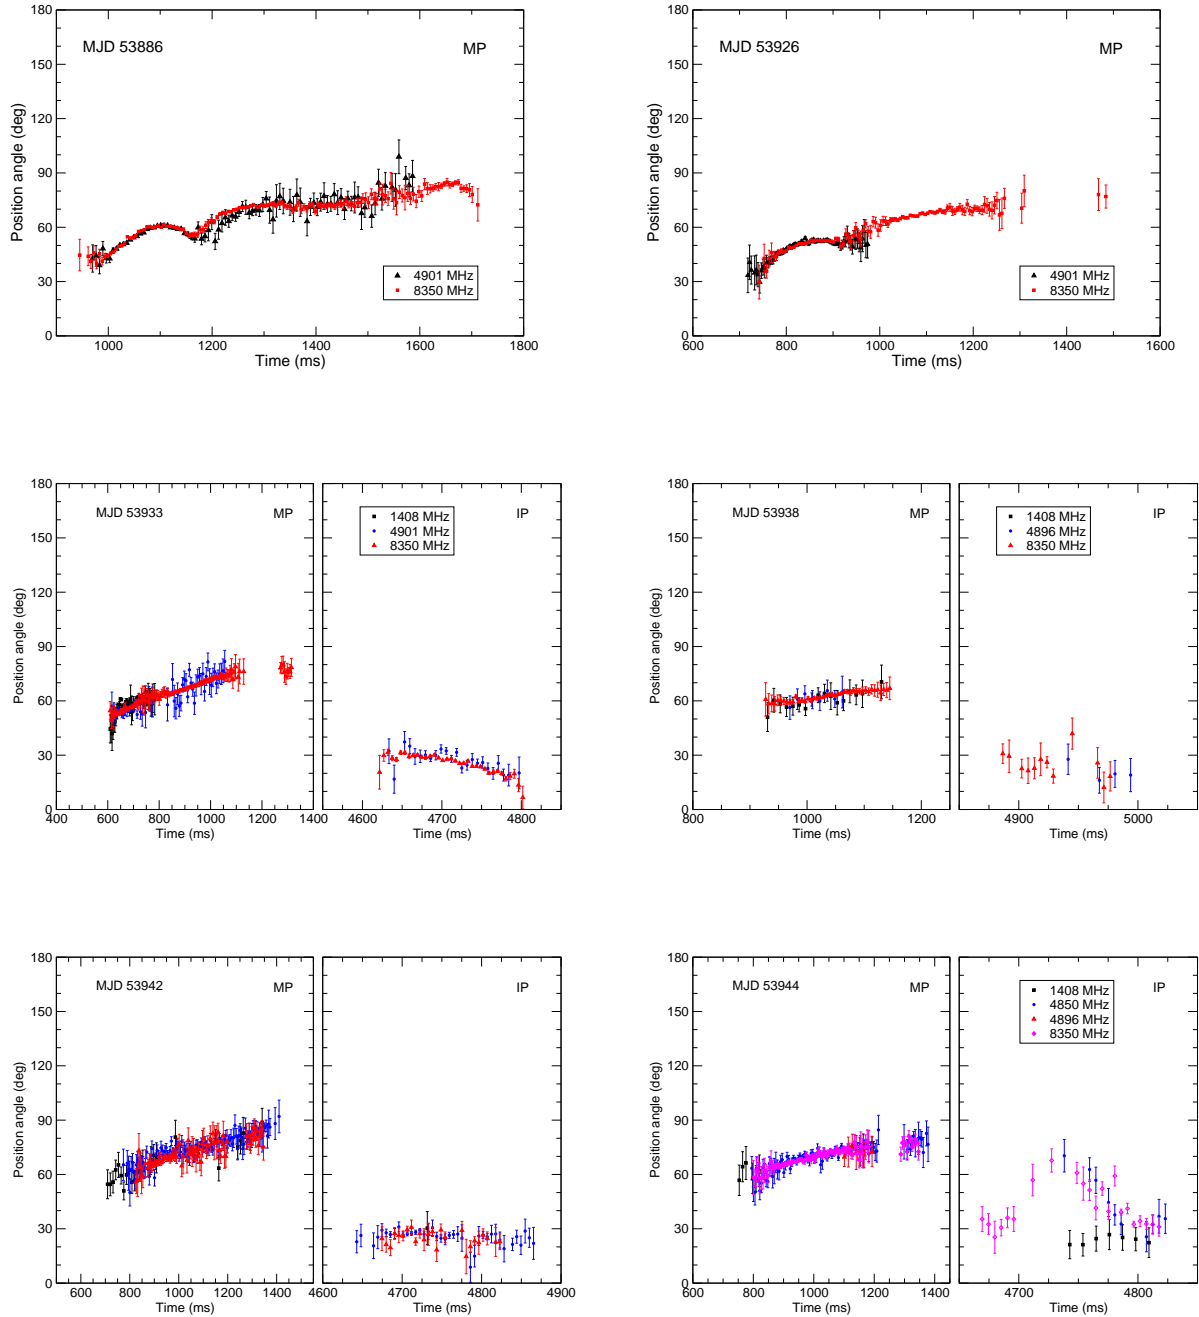 MJD 53886
MP
Position angle (deg)
180
150
120
90
60
30
0
4901 MHz
8350 MHz
1000
1200
1400
1600
1800
Time (ms)
MJD 53926
MP
Position angle (deg)
180
150
120
90
60
30
0
4901 MHz
8350 MHz
600
800
1000
1200
1400
1600
Time (ms)
MJD 53933
MP
Position angle (deg)
180
150
120
90
60
30
0
400
600
800
1000
1200
1400
Time (ms)
1408 MHz
4901 MHz
8350 MHz
IP
4600
4700
4800
Time (ms)
MJD 53938
MP
Position angle (deg)
180
150
120
90
60
30
0
800
1000
1200
Time (ms)
1408 MHz
4896 MHz
8350 MHz
IP
4900
5000
Time (ms)
MJD 53942
MP
Position angle (deg)
180
150
120
90
60
30
0
600
800
1000
1200
1400
Time (ms)
IP
4600
4700
4800
4900
Time (ms)
MJD 53944
MP
Position angle (deg)
180
150
120
90
60
30
0
600
800
1000
1200
1400
Time (ms)
1408 MHz
4850 MHz
4896 MHz
8350 MHz
IP
4700
4800
Time (ms)